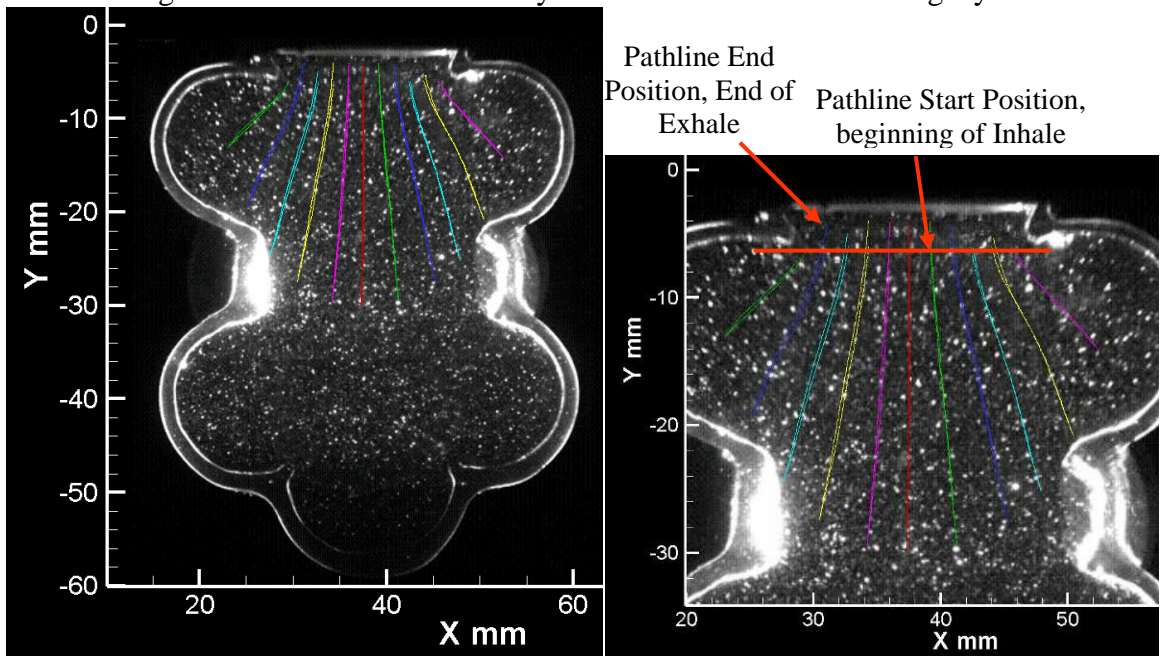 Pathline End
Position, End of
Exhale
Pathline Start Position,
beginning of Inhale
0
-10
-20
Y mm
-30
-40
-50
-60
20 40 60
X mm
0
-10
Y mm
-20
-30
20 30 40 50
X mm